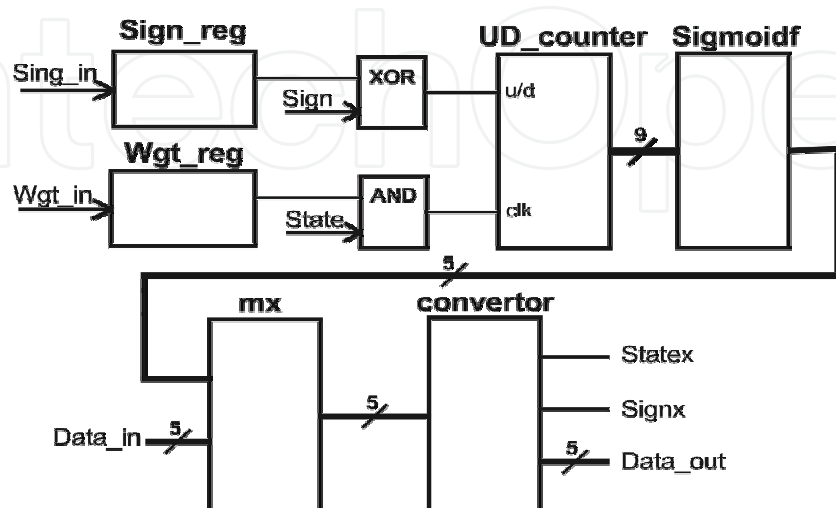 Sign_reg
UD_counter
Sigmoidf
Sing_in
XOR
Sign
u/d
9
Wgt_reg
Wgt_in
AND
State
clk
5
mx
convertor
Statex
5
Signx
Data_in
5
5
Data_out